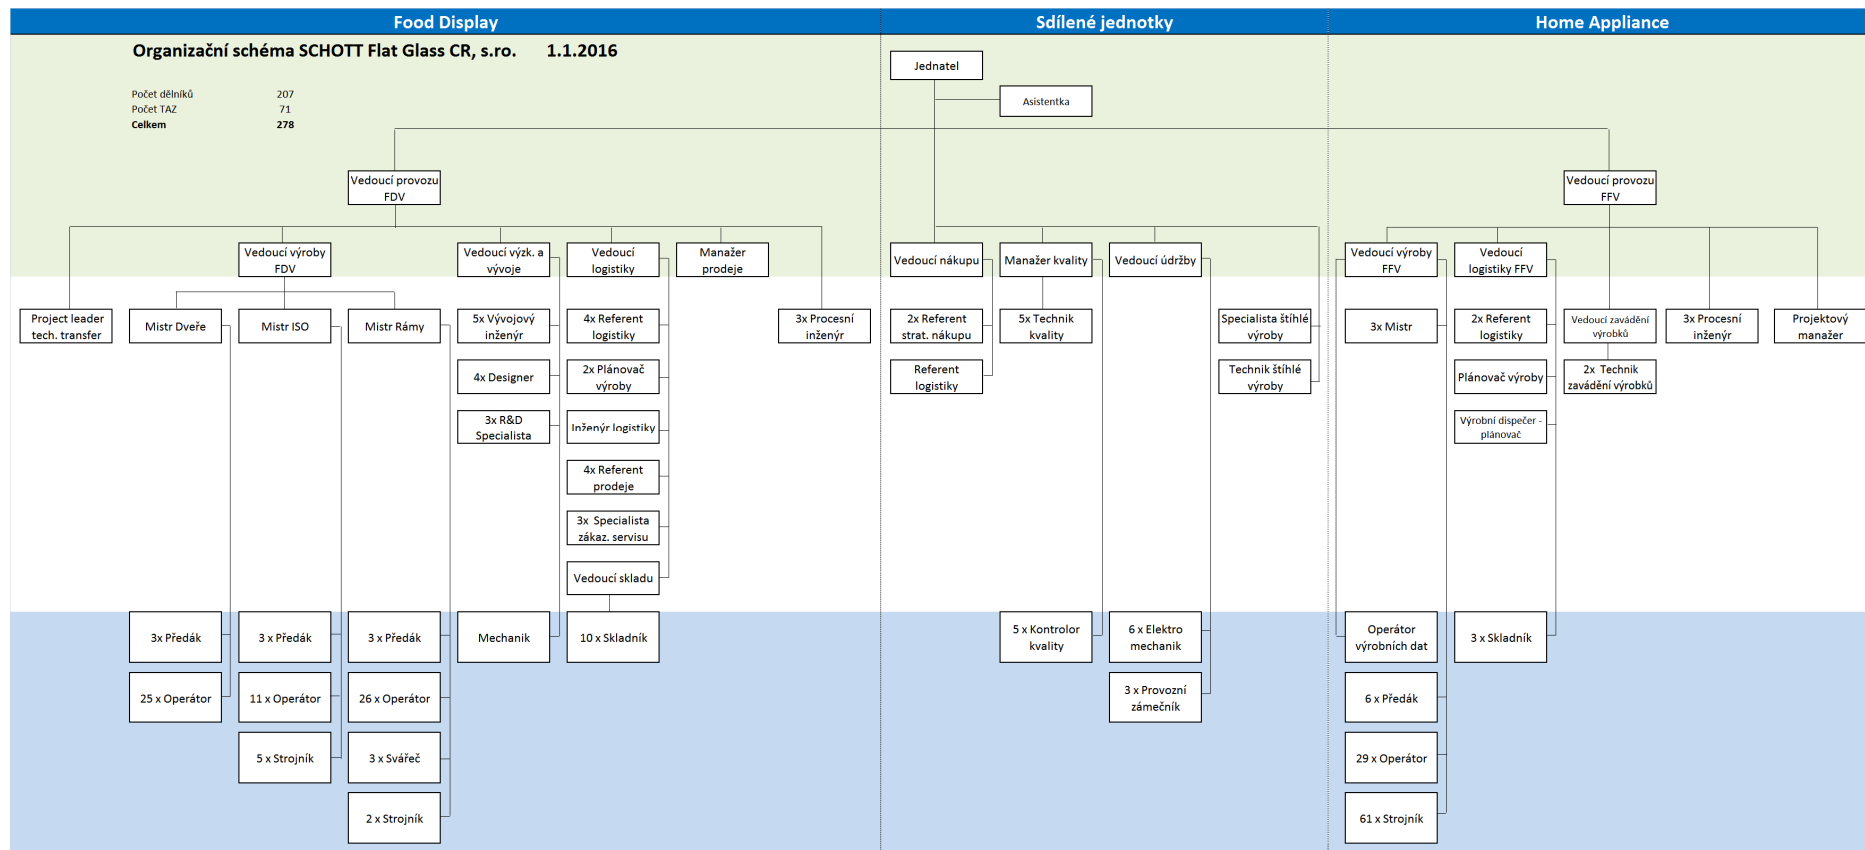 Food Display
Sdílené jednotky
Home Appliance
Organizační schéma SCHOTT Flat Glass CR, s.ro. 1.1.2016
Počet dělníků 207
Počet TAZ 71
Celkem 278
Jednatel
Asistentka
Vedoucí provozu
FDV
Vedoucí provozu
FFV
Vedoucí výroby
FDV
Vedoucí výzk. a
vývoje
Vedoucí
logistiky
Manažer
prodeje
Vedoucí nákupu
Manažer kvality
Vedoucí údržby
Vedoucí výroby
FFV
Vedoucí
logistiky FFV
Project leader
tech. transfer
Mistr Dveře
Mistr ISO
Mistr Rámy
5x Vývojový
inženýr
4x Referent
logistiky
3x Procesní
inženýr
2x Referent
strat. nákupu
5x Technik
kvality
Specialista štíhlé
výroby
3x Mistr
2x Referent
logistiky
Vedoucí zavádění
výrobků
3x Procesní
inženýr
Projektový
manažer
4x Designer
2x Plánovač
výroby
Referent
logistiky
Technik štíhlé
výroby
Plánovač výroby
2x Technik
zavádění výrobků
3x R&D
Specialista
Inženýr logistiky
Výrobní dispečer -
plánovač
4x Referent
prodeje
3x Specialista
zákaz. servisu
Vedoucí skladu
3x Předák
3 x Předák
3 x Předák
Mechanik
10 x Skladník
5 x Kontrolor
kvality
6 x Elektro
mechanik
Operátor
výrobních dat
3 x Skladník
25 x Operátor
11 x Operátor
26 x Operátor
3 x Provozní
zámečník
6 x Předák
5 x Strojník
3 x Svářeč
29 x Operátor
2 x Strojník
61 x Strojník